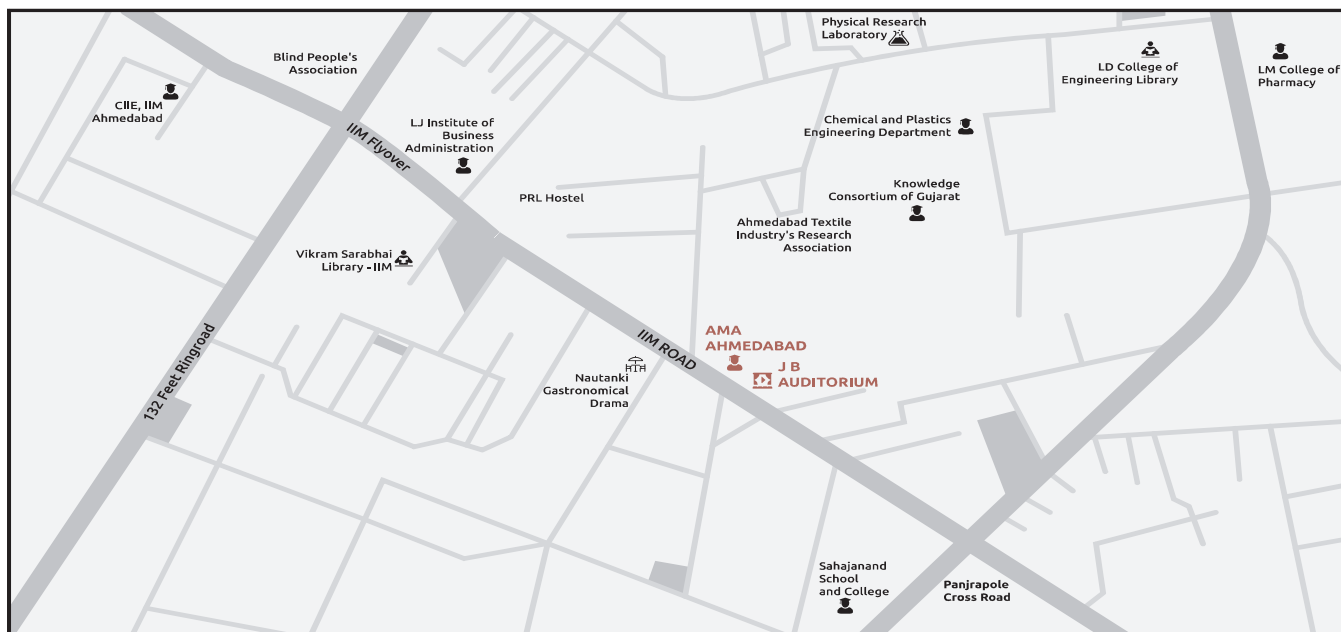 Physical Research
Laboratory
Blind People's
Association
LD College of
Engineering Library
LM College of
Pharmacy
CIIE, IIM
Ahmedabad
IIM Flyover
LJ Institute of
Business
Administration
Chemical and Plastics
Engineering Department
PRL Hostel
Knowledge
Consortium of Gujarat
Ahmedabad Textile
Industry's Research
Association
Vikram Sarabhai
Library - IIM
132 Feet Ringroad
IIM ROAD
AMA
AHMEDABAD
J B
AUDITORIUM
Nautanki
Gastronomical
Drama
Sahajanand
School
and College
Panjrapole
Cross Road